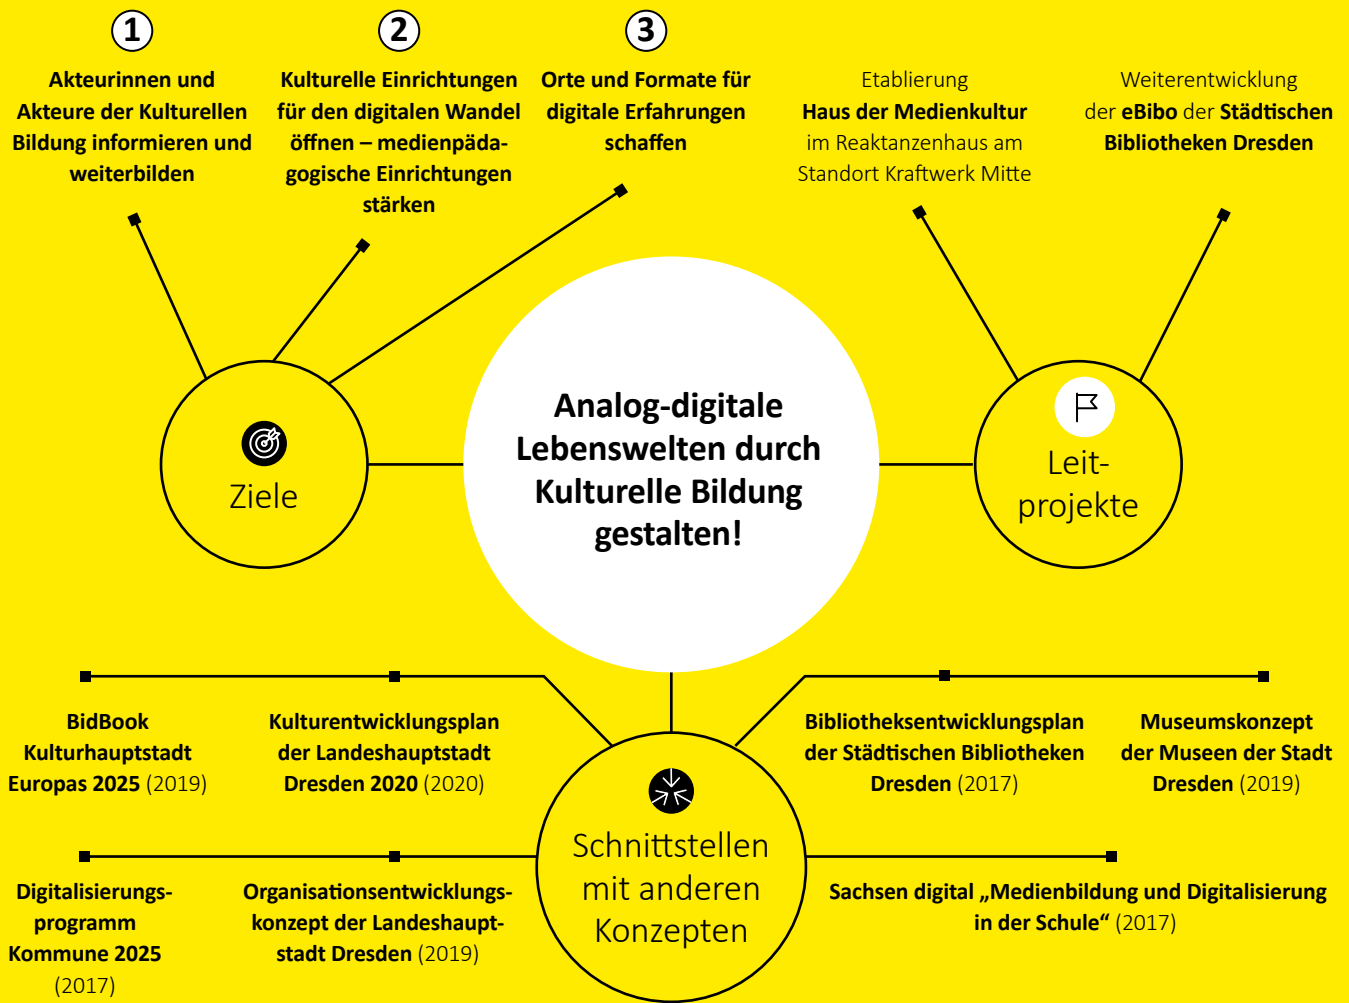 1
Akteurinnen und
Akteure der Kulturellen
Bildung informieren und
weiterbilden
2
Kulturelle Einrichtungen
für den digitalen Wandel
öffnen – medienpäda-
gogische Einrichtungen
stärken
3
Orte und Formate für
digitale Erfahrungen
schaffen
Etablierung
Haus der Medienkultur
im Reaktanzenhaus am
Standort Kraftwerk Mitte
Weiterentwicklung
der eBibo der Städtischen
Bibliotheken Dresden
Ziele
Analog-digitale
Lebenswelten durch
Kulturelle Bildung
gestalten!
Leit-
projekte
BidBook
Kulturhauptstadt
Europas 2025 (2019)
Kulturentwicklungsplan
der Landeshauptstadt
Dresden 2020 (2020)
Bibliotheksentwicklungsplan
der Städtischen Bibliotheken
Dresden (2017)
Museumskonzept
der Museen der Stadt
Dresden (2019)
Digitalisierungs-
programm
Kommune 2025
(2017)
Organisationsentwicklungs-
konzept der Landeshaupt-
stadt Dresden (2019)
Schnittstellen
mit anderen
Konzepten
Sachsen digital „Medienbildung und Digitalisierung
in der Schule“ (2017)